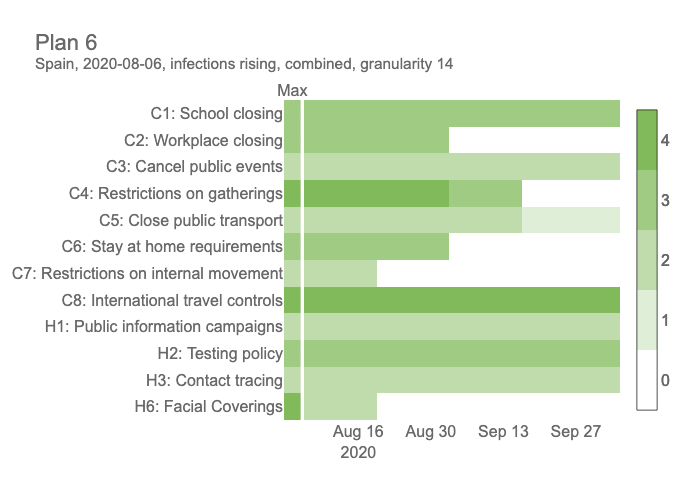 Plan 6
Spain, 2020-08-06, infections rising, combined, granularity 14
Max
C1: School closing
C2: Workplace closing
C3: Cancel public events
C4: Restrictions on gatherings
C5: Close public transport
C6: Stay at home requirements
C7: Restrictions on internal movement
C8: International travel controls
H1: Public information campaigns
H2: Testing policy
H3: Contact tracing
H6: Facial Coverings
Aug 16 Aug 30 Sep 13 Sep 27
2020
4
3
2
1
0